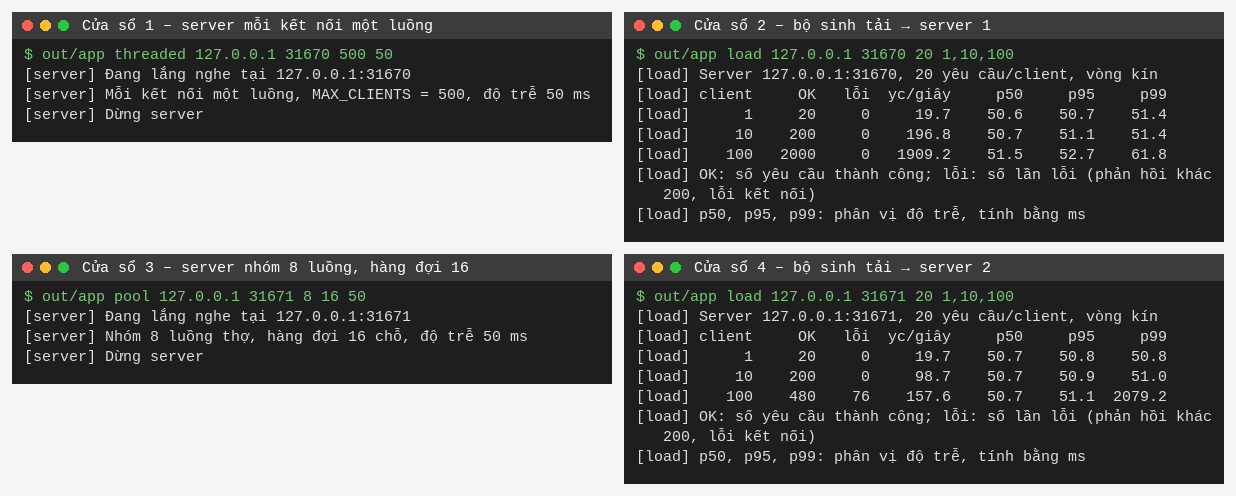 Cửa sổ 1 – server mỗi kết nối một luồng
$ out/app threaded 127.0.0.1 31670 500 50
[server] Đang lắng nghe tại 127.0.0.1:31670
[server] Mỗi kết nối một luồng, MAX_CLIENTS = 500, độ trễ 50 ms
[server] Dừng server
Cửa sổ 2 – bộ sinh tải → server 1
$ out/app load 127.0.0.1 31670 20 1,10,100
[load] Server 127.0.0.1:31670, 20 yêu cầu/client, vòng kín
[load] client     OK   lỗi  yc/giây     p50     p95     p99
[load]      1     20     0     19.7    50.6    50.7    51.4
[load]     10    200     0    196.8    50.7    51.1    51.4
[load]    100   2000     0   1909.2    51.5    52.7    61.8
[load] OK: số yêu cầu thành công; lỗi: số lần lỗi (phản hồi khác
200, lỗi kết nối)
[load] p50, p95, p99: phân vị độ trễ, tính bằng ms
Cửa sổ 3 – server nhóm 8 luồng, hàng đợi 16
$ out/app pool 127.0.0.1 31671 8 16 50
[server] Đang lắng nghe tại 127.0.0.1:31671
[server] Nhóm 8 luồng thợ, hàng đợi 16 chỗ, độ trễ 50 ms
[server] Dừng server
Cửa sổ 4 – bộ sinh tải → server 2
$ out/app load 127.0.0.1 31671 20 1,10,100
[load] Server 127.0.0.1:31671, 20 yêu cầu/client, vòng kín
[load] client     OK   lỗi  yc/giây     p50     p95     p99
[load]      1     20     0     19.7    50.7    50.8    50.8
[load]     10    200     0     98.7    50.7    50.9    51.0
[load]    100    480    76    157.6    50.7    51.1  2079.2
[load] OK: số yêu cầu thành công; lỗi: số lần lỗi (phản hồi khác
200, lỗi kết nối)
[load] p50, p95, p99: phân vị độ trễ, tính bằng ms